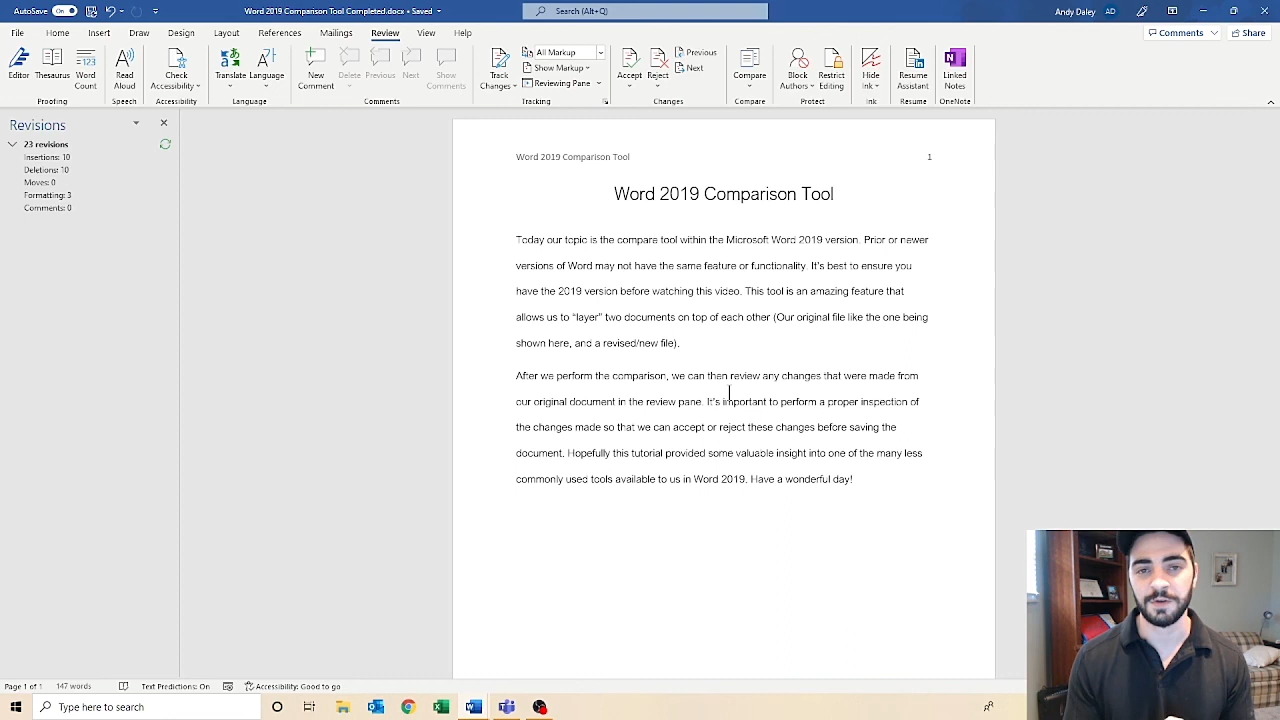 AutoSave On
Word 2019 Comparison Tool Completed.docx - Saved
Search (Alt+Q)
Andy Daley AD
File Home Insert Draw Design Layout References Mailings Review View Help
Comments Share
Editor Thesaurus Word Count
Proofing
Read Aloud
Speech
Check Accessibility
Accessibility
Translate Language
Language
New Comment Delete Previous Next Show Comments
Comments
Track Changes
All Markup
Show Markup
Reviewing Pane
Tracking
Accept Reject
Previous
Next
Changes
Compare
Compare
Block Authors Restrict Editing
Protect
Hide Ink
Ink
Resume Assistant
Resume
Linked Notes
OneNote
Revisions
23 revisions
Insertions: 10
Deletions: 10
Moves: 0
Formatting: 3
Comments: 0
Word 2019 Comparison Tool 1
Word 2019 Comparison Tool
Today our topic is the compare tool within the Microsoft Word 2019 version. Prior or newer
versions of Word may not have the same feature or functionality. It's best to ensure you
have the 2019 version before watching this video. This tool is an amazing feature that
allows us to “layer” two documents on top of each other (Our original file like the one being
shown here, and a revised/new file).
After we perform the comparison, we can then review any changes that were made from
our original document in the review pane. It's important to perform a proper inspection of
the changes made so that we can accept or reject these changes before saving the
document. Hopefully this tutorial provided some valuable insight into one of the many less
commonly used tools available to us in Word 2019. Have a wonderful day!
Page 1 of 1 147 words Text Predictions: On Accessibility: Good to go
Type here to search